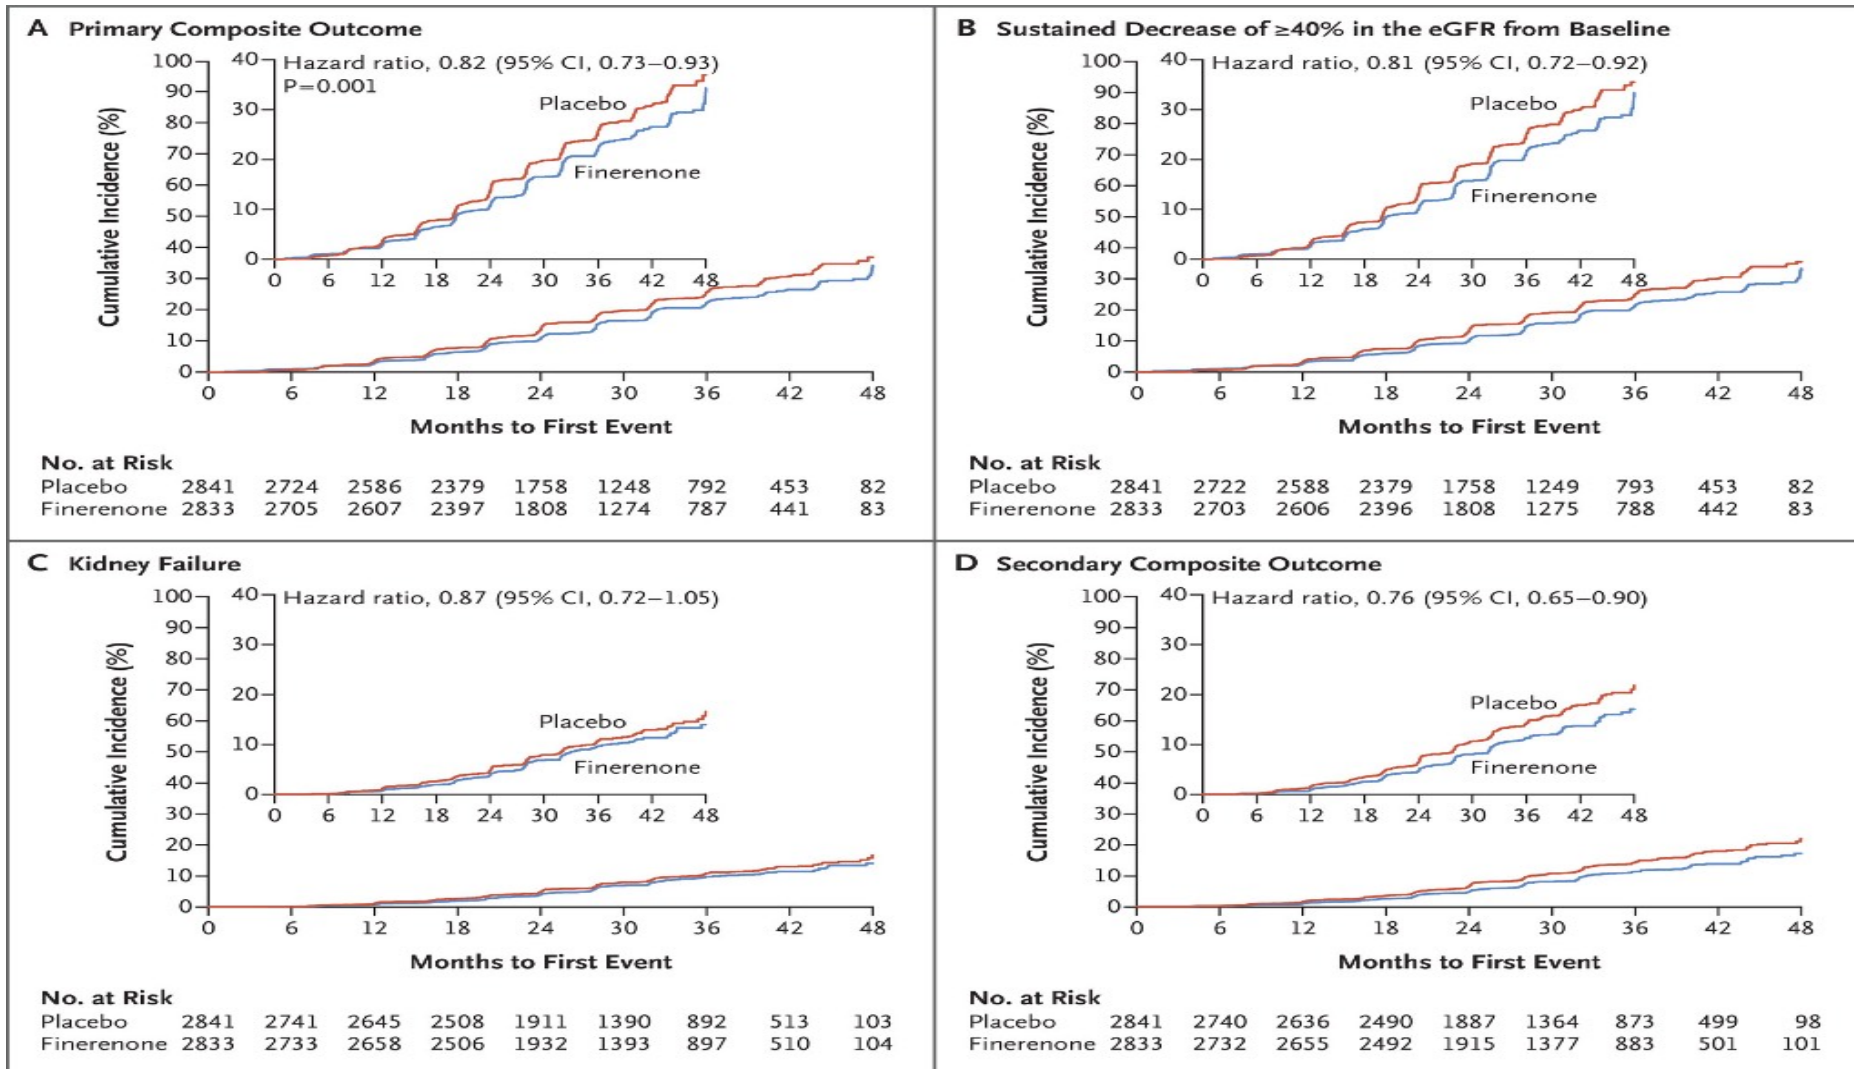 A Primary Composite Outcome
Cumulative Incidence (%)
100
90
80
70
60
50
40
30
20
10
0
0 6 12 18 24 30 36 42 48
40
30
20
10
0
0 6 12 18 24 30 36 42 48
Hazard ratio, 0.82 (95% CI, 0.73–0.93)
P=0.001
Placebo
Finerenone
Months to First Event
No. at Risk
Placebo 2841 2724 2586 2379 1758 1248 792 453 82
Finerenone 2833 2705 2607 2397 1808 1274 787 441 83
B Sustained Decrease of ≥40% in the eGFR from Baseline
Cumulative Incidence (%)
100
90
80
70
60
50
40
30
20
10
0
0 6 12 18 24 30 36 42 48
40
30
20
10
0
0 6 12 18 24 30 36 42 48
Hazard ratio, 0.81 (95% CI, 0.72–0.92)
Placebo
Finerenone
Months to First Event
No. at Risk
Placebo 2841 2722 2588 2379 1758 1249 793 453 82
Finerenone 2833 2703 2606 2396 1808 1275 788 442 83
C Kidney Failure
Cumulative Incidence (%)
100
90
80
70
60
50
40
30
20
10
0
0 6 12 18 24 30 36 42 48
40
30
20
10
0
0 6 12 18 24 30 36 42 48
Hazard ratio, 0.87 (95% CI, 0.72–1.05)
Placebo
Finerenone
Months to First Event
No. at Risk
Placebo 2841 2741 2645 2508 1911 1390 892 513 103
Finerenone 2833 2733 2658 2506 1932 1393 897 510 104
D Secondary Composite Outcome
Cumulative Incidence (%)
100
90
80
70
60
50
40
30
20
10
0
0 6 12 18 24 30 36 42 48
40
30
20
10
0
0 6 12 18 24 30 36 42 48
Hazard ratio, 0.76 (95% CI, 0.65–0.90)
Placebo
Finerenone
Months to First Event
No. at Risk
Placebo 2841 2740 2636 2490 1887 1364 873 499 98
Finerenone 2833 2732 2655 2492 1915 1377 883 501 101